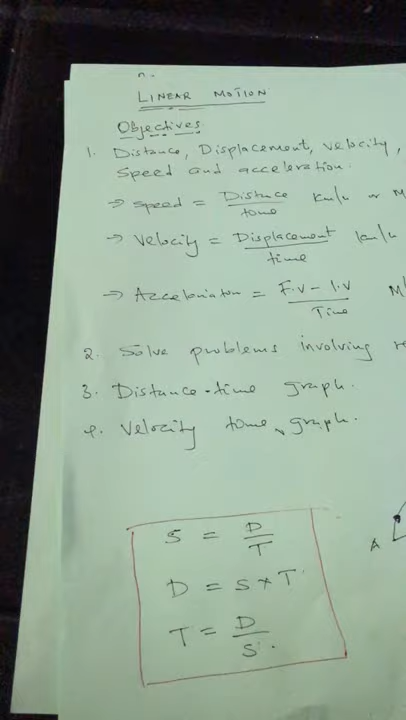 n.
LINEAR MOTION
Objectives.
1. Distance, Displacement, velocity,
Speed and acceleration.
→ Speed = Distance / time km/h or M
→ Velocity = Displacement / time km/h
→ Acceleration = F.V - I.V / Time M
2. Solve problems involving
3. Distance-time graph.
4. Velocity time graph.
S = D / T
D = S × T
T = D / S.
A